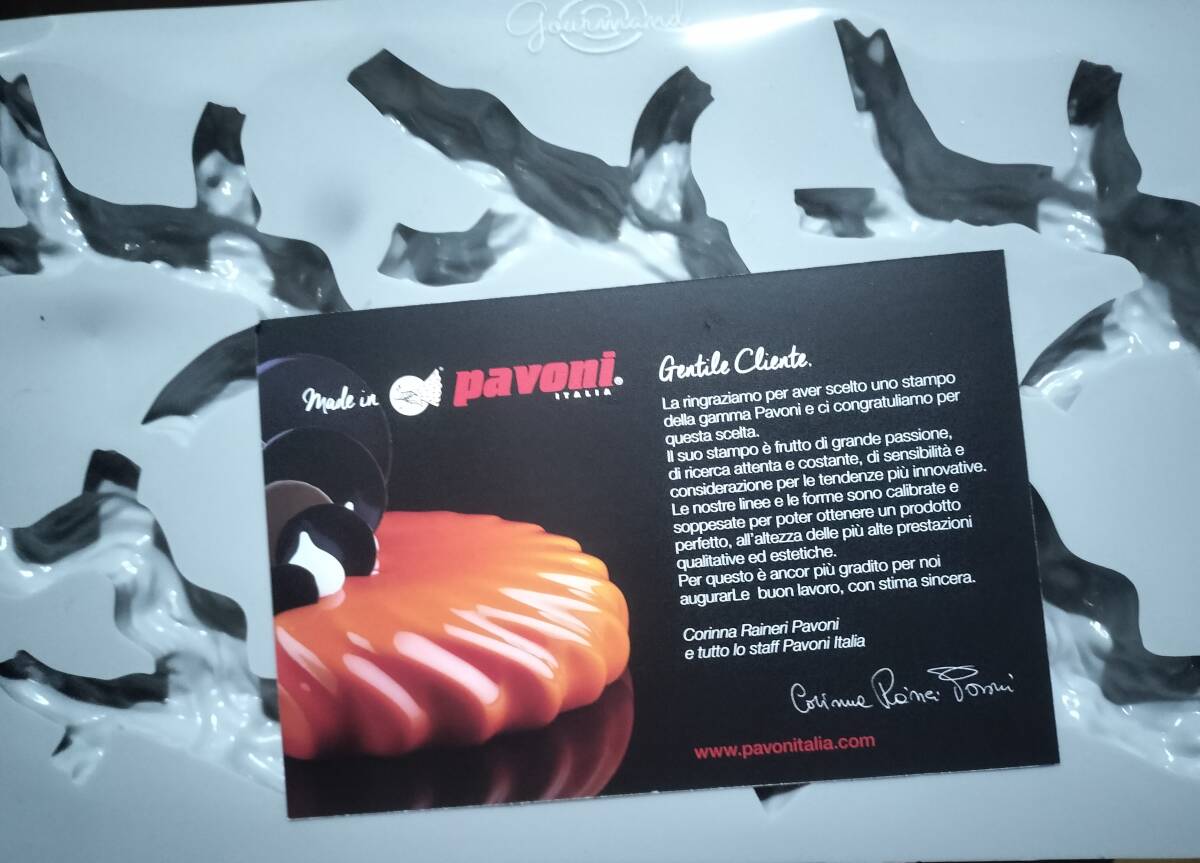 Gourmand
Made in pavoni®
ITALIA
Gentile Cliente,
La ringraziamo per aver scelto uno stampo
della gamma Pavoni e ci congratuliamo per
questa scelta.
Il suo stampo è frutto di grande passione,
di ricerca attenta e costante, di sensibilità e
considerazione per le tendenze più innovative.
Le nostre linee e le forme sono calibrate e
soppesate per poter ottenere un prodotto
perfetto, all'altezza delle più alte prestazioni
qualitative ed estetiche.
Per questo è ancor più gradito per noi
augurarLe buon lavoro, con stima sincera.
Corinna Raineri Pavoni
e tutto lo staff Pavoni Italia
Corinna Raineri Pavoni
www.pavonitalia.com